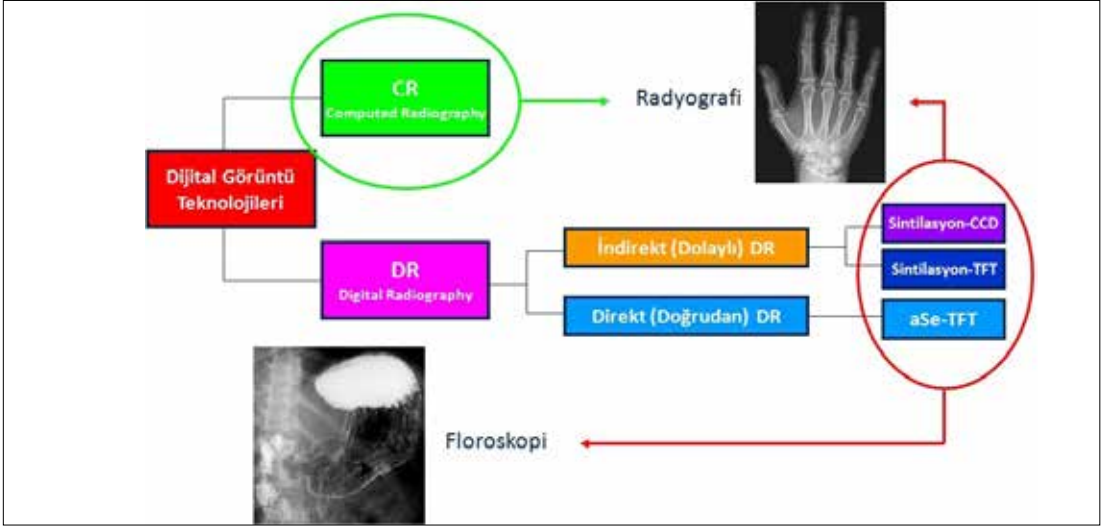 CR
Computed Radiography
Radyografi
Dijital Görüntü
Teknolojileri
DR
Digital Radiography
İndirekt (Dolaylı) DR
Direkt (Doğrudan) DR
Sintilasyon-CCD
Sintilasyon-TFT
aSe-TFT
Floroskopi